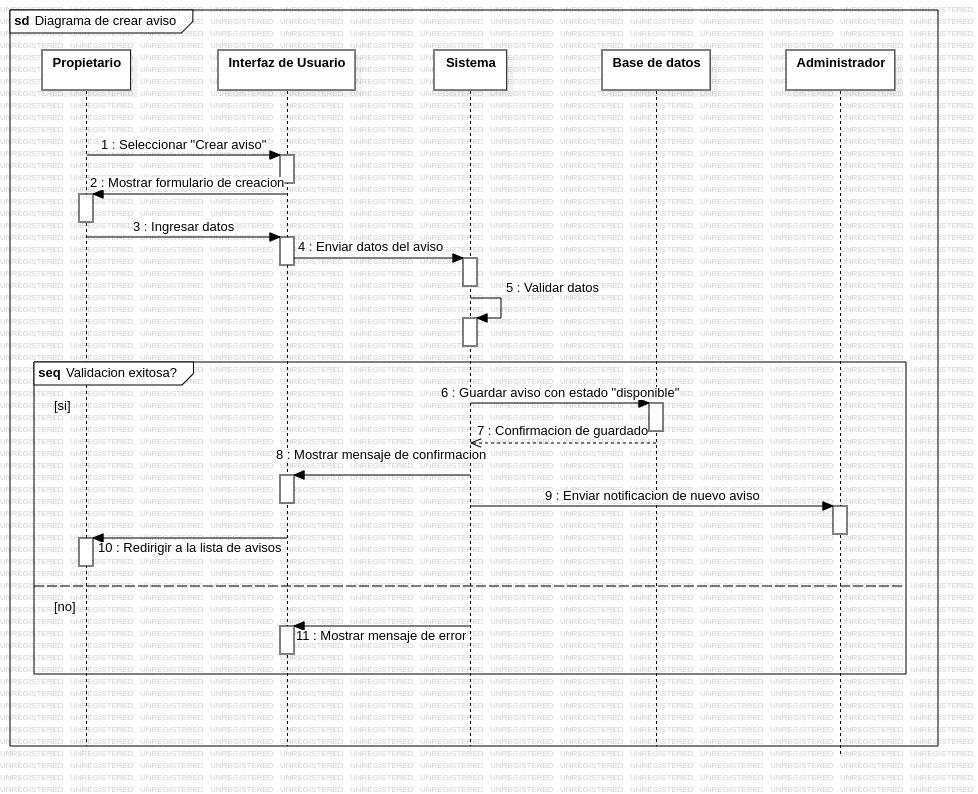 sd Diagrama de crear aviso
Propietario
Interfaz de Usuario
Sistema
Base de datos
Administrador
1 : Seleccionar "Crear aviso"
2 : Mostrar formulario de creacion
3 : Ingresar datos
4 : Enviar datos del aviso
5 : Validar datos
seq Validacion exitosa?
[si]
6 : Guardar aviso con estado "disponible"
7 : Confirmacion de guardado
8 : Mostrar mensaje de confirmacion
9 : Enviar notificacion de nuevo aviso
10 : Redirigir a la lista de avisos
[no]
11 : Mostrar mensaje de error
UNREGISTERED